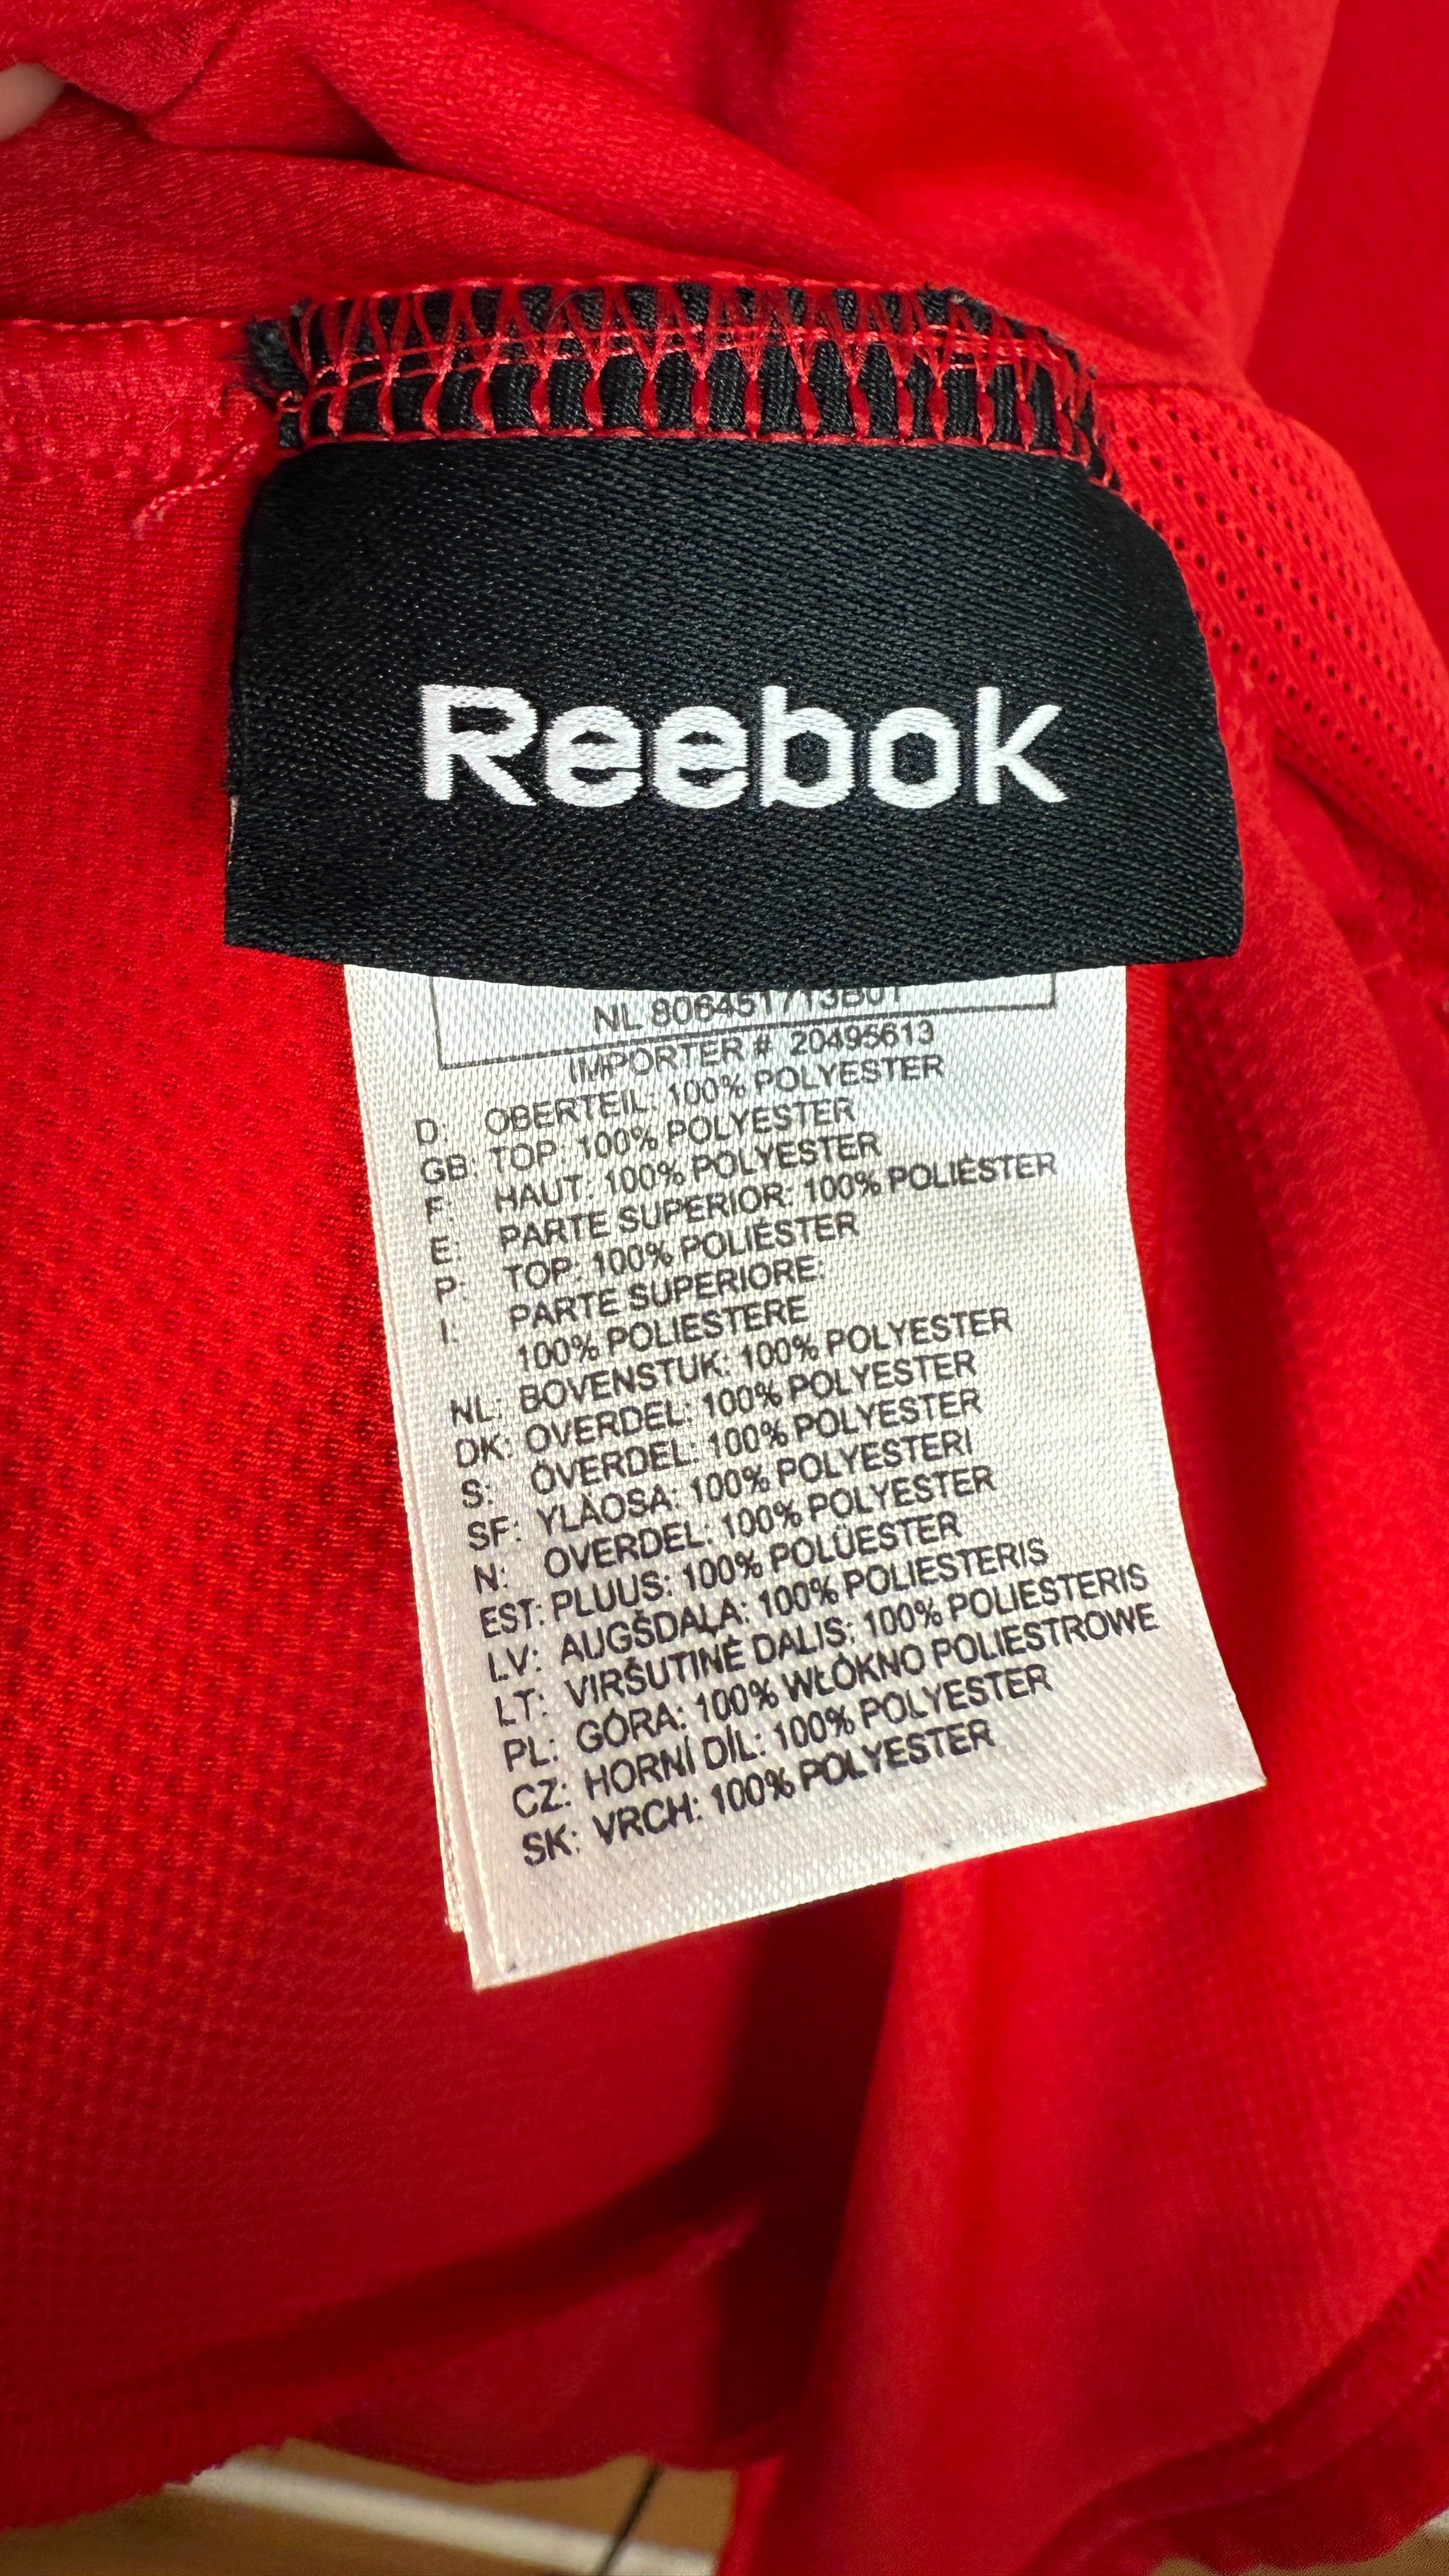 Reebok
NL 806451713B01
IMPORTER # 20495613
D: OBERTEIL: 100% POLYESTER
GB: TOP: 100% POLYESTER
F: HAUT: 100% POLYESTER
E: PARTE SUPERIOR: 100% POLIÉSTER
P: TOP: 100% POLIÉSTER
I: PARTE SUPERIORE:
100% POLIESTERE
NL: BOVENSTUK: 100% POLYESTER
DK: OVERDEL: 100% POLYESTER
S: ÖVERDEL: 100% POLYESTER
SF: YLÄOSA: 100% POLYESTERI
N: OVERDEL: 100% POLYESTER
EST: PLUUS: 100% POLÜESTER
LV: AUGŠDAĻA: 100% POLIESTERIS
LT: VIRŠUTINĖ DALIS: 100% POLIESTERIS
PL: GÓRA: 100% WŁÓKNO POLIESTROWE
CZ: HORNÍ DÍL: 100% POLYESTER
SK: VRCH: 100% POLYESTER